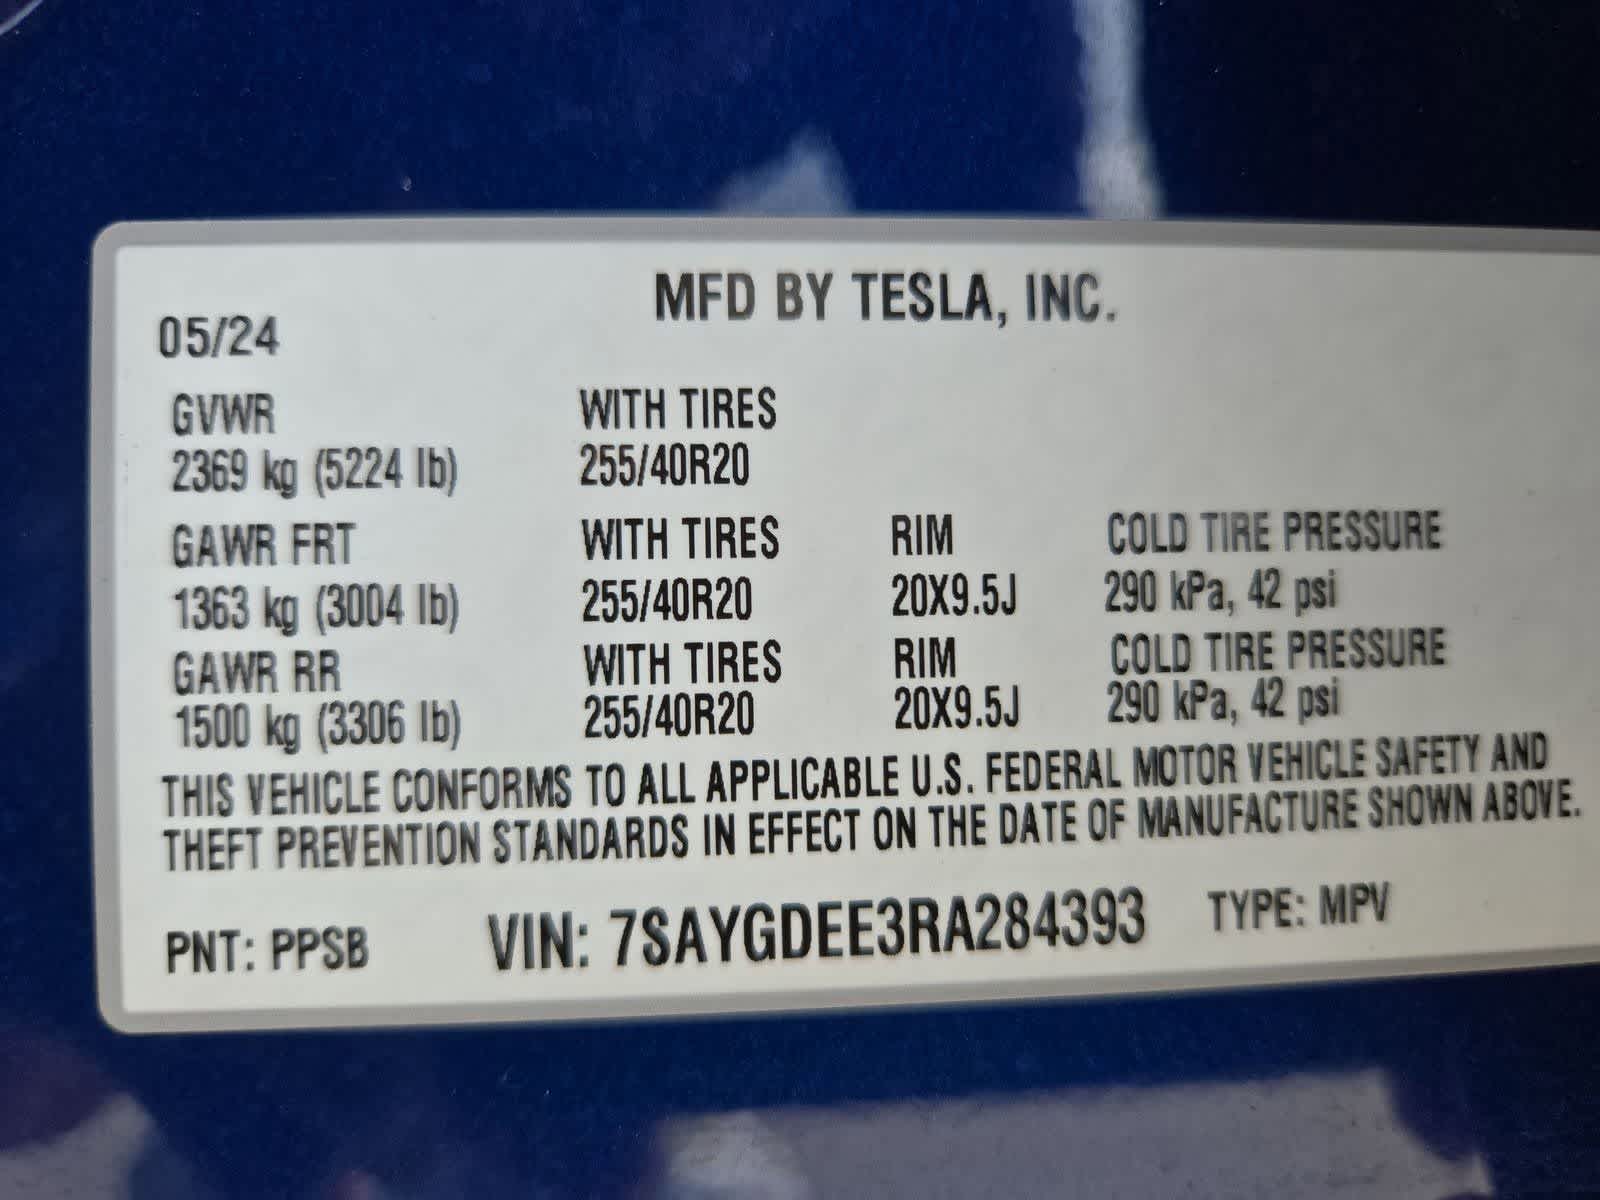 MFD BY TESLA, INC.
05/24
GVWR WITH TIRES
2369 kg (5224 lb) 255/40R20
GAWR FRT WITH TIRES RIM COLD TIRE PRESSURE
1363 kg (3004 lb) 255/40R20 20X9.5J 290 kPa, 42 psi
GAWR RR WITH TIRES RIM COLD TIRE PRESSURE
1500 kg (3306 lb) 255/40R20 20X9.5J 290 kPa, 42 psi
THIS VEHICLE CONFORMS TO ALL APPLICABLE U.S. FEDERAL MOTOR VEHICLE SAFETY AND
THEFT PREVENTION STANDARDS IN EFFECT ON THE DATE OF MANUFACTURE SHOWN ABOVE.
PNT: PPSB VIN: 7SAYGDEE3RA284393 TYPE: MPV